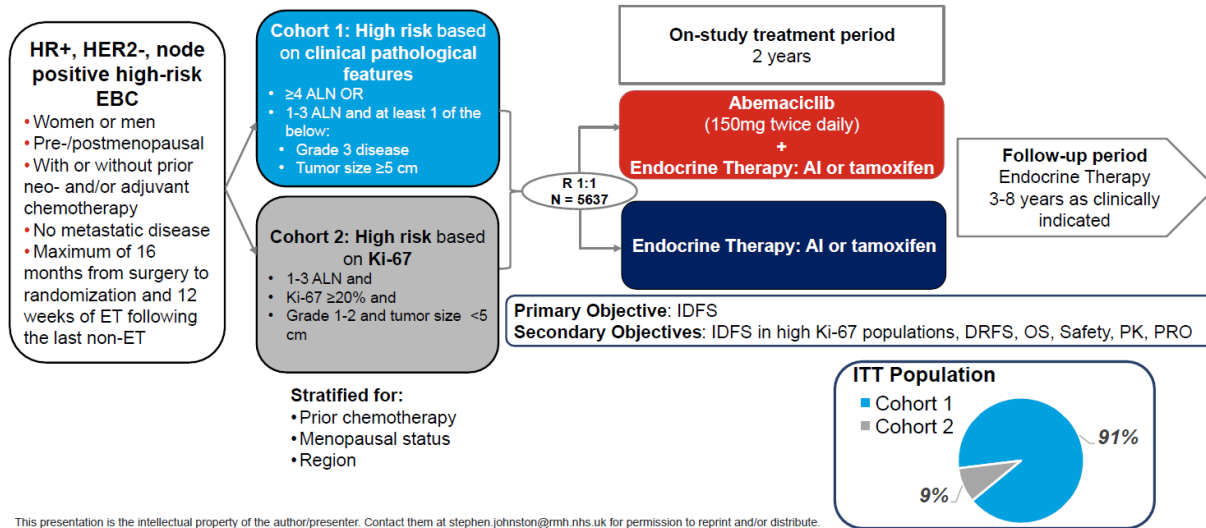 HR+, HER2-, node
positive high-risk
EBC
• Women or men
• Pre-/postmenopausal
• With or without prior
neo- and/or adjuvant
chemotherapy
• No metastatic disease
• Maximum of 16
months from surgery to
randomization and 12
weeks of ET following
the last non-ET
Cohort 1: High risk based
on clinical pathological
features
• ≥4 ALN OR
• 1-3 ALN and at least 1 of the
below:
• Grade 3 disease
• Tumor size ≥5 cm
Cohort 2: High risk based
on Ki-67
• 1-3 ALN and
• Ki-67 ≥20% and
• Grade 1-2 and tumor size <5
cm
Stratified for:
• Prior chemotherapy
• Menopausal status
• Region
R 1:1
N = 5637
On-study treatment period
2 years
Abemaciclib
(150mg twice daily)
+
Endocrine Therapy: AI or tamoxifen
Endocrine Therapy: AI or tamoxifen
Follow-up period
Endocrine Therapy
3-8 years as clinically
indicated
Primary Objective: IDFS
Secondary Objectives: IDFS in high Ki-67 populations, DRFS, OS, Safety, PK, PRO
ITT Population
Cohort 1
Cohort 2
91%
9%
This presentation is the intellectual property of the author/presenter. Contact them at stephen.johnston@rmh.nhs.uk for permission to reprint and/or distribute.